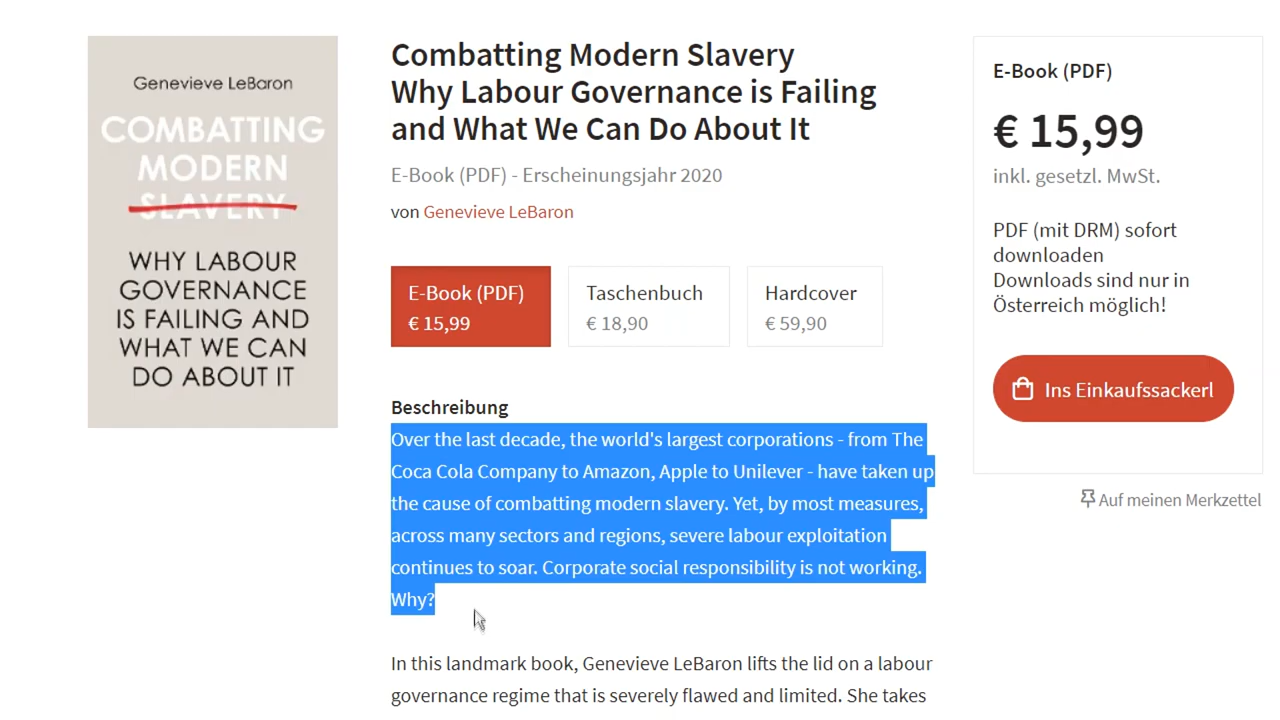 Genevieve LeBaron
COMBATTING
MODERN
SLAVERY
WHY LABOUR
GOVERNANCE
IS FAILING AND
WHAT WE CAN
DO ABOUT IT
Combatting Modern Slavery
Why Labour Governance is Failing
and What We Can Do About It
E-Book (PDF) - Erscheinungsjahr 2020
von Genevieve LeBaron
E-Book (PDF)
€ 15,99
Taschenbuch
€ 18,90
Hardcover
€ 59,90
Beschreibung
Over the last decade, the world's largest corporations - from The
Coca Cola Company to Amazon, Apple to Unilever - have taken up
the cause of combatting modern slavery. Yet, by most measures,
across many sectors and regions, severe labour exploitation
continues to soar. Corporate social responsibility is not working.
Why?
In this landmark book, Genevieve LeBaron lifts the lid on a labour
governance regime that is severely flawed and limited. She takes
E-Book (PDF)
€ 15,99
inkl. gesetzl. MwSt.
PDF (mit DRM) sofort
downloaden
Downloads sind nur in
Österreich möglich!
Ins Einkaufssackerl
Auf meinen Merkzettel